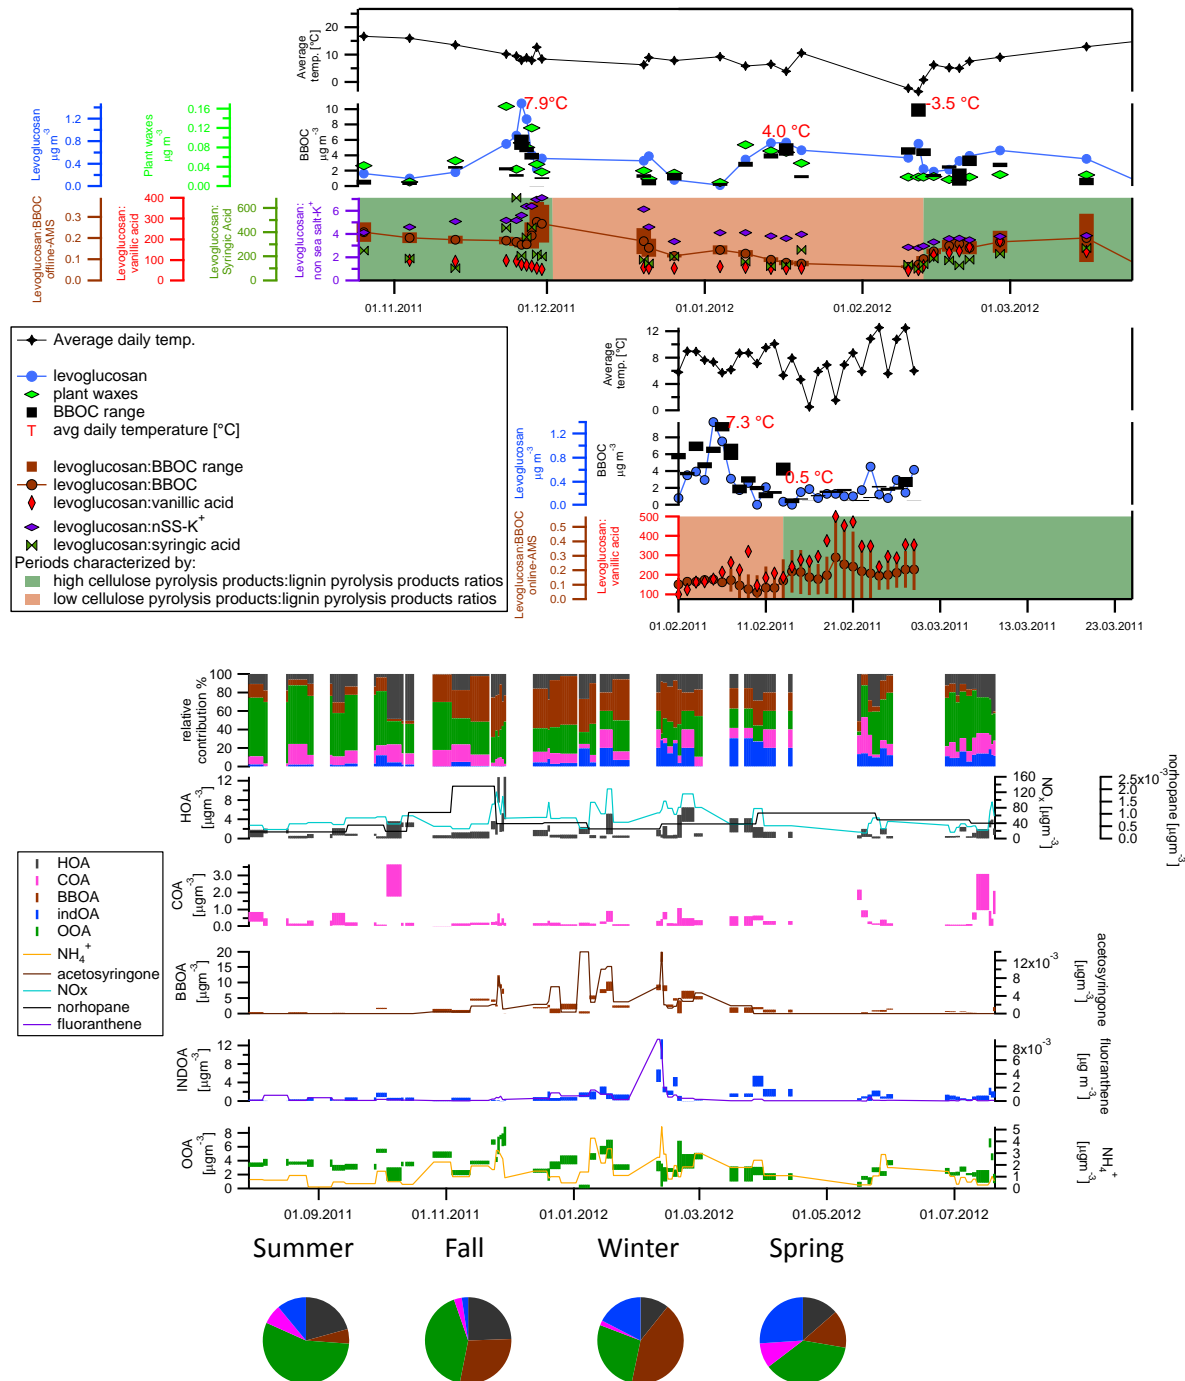 Average
temp. [°C]
20
10
0
Levoglucosan
µg m-3
1.2
0.8
0.4
0.0
Plant waxes
µg m-3
0.16
0.12
0.08
0.04
0.00
BBOC
µg m-3
10
8
6
4
2
0
7.9°C
4.0 °C
-3.5 °C
Levoglucosan:BBOC
offline-AMS
0.3
0.2
0.1
0.0
Levoglucosan:
vanillic acid
400
300
200
100
0
Levoglucosan:
Syringic Acid
600
400
200
0
Levoglucosan:
non sea salt-K+
6
4
2
0
01.11.2011
01.12.2011
01.01.2012
01.02.2012
01.03.2012
Average daily temp.
levoglucosan
plant waxes
BBOC range
T avg daily temperature [°C]
levoglucosan:BBOC range
levoglucosan:BBOC
levoglucosan:vanillic acid
levoglucosan:nSS-K+
levoglucosan:syringic acid
Periods characterized by:
high cellulose pyrolysis products:lignin pyrolysis products ratios
low cellulose pyrolysis products:lignin pyrolysis products ratios
Average
temp. [°C]
12
8
4
0
Levoglucosan
µg m-3
1.2
0.8
0.4
0.0
BBOC
µg m-3
8
6
4
2
0
7.3 °C
0.5 °C
Levoglucosan:BBOC
online-AMS
0.5
0.4
0.3
0.2
0.1
0.0
Levoglucosan:
vanillic acid
500
400
300
200
100
01.02.2011
11.02.2011
21.02.2011
03.03.2011
13.03.2011
23.03.2011
relative
contribution %
100
80
60
40
20
0
HOA
[µgm-3]
12
8
4
0
160
120
80
40
0
NOx [µgm-3]
2.5x10-3
2.0
1.5
1.0
0.5
0.0
norhopane [µgm-3]
HOA
COA
BBOA
indOA
OOA
NH4+
acetosyringone
NOx
norhopane
fluoranthene
COA
[µgm-3]
3.0
2.0
1.0
0.0
BBOA
[µgm-3]
20
15
10
5
0
12x10-3
8
4
0
acetosyringone
[µgm-3]
INDOA
[µgm-3]
12
8
4
0
8x10-3
6
4
2
0
fluoranthene
[µg m-3]
OOA
[µgm-3]
8
6
4
2
0
5
4
3
2
1
0
NH4+
[µgm-3]
01.09.2011
01.11.2011
01.01.2012
01.03.2012
01.05.2012
01.07.2012
Summer
Fall
Winter
Spring